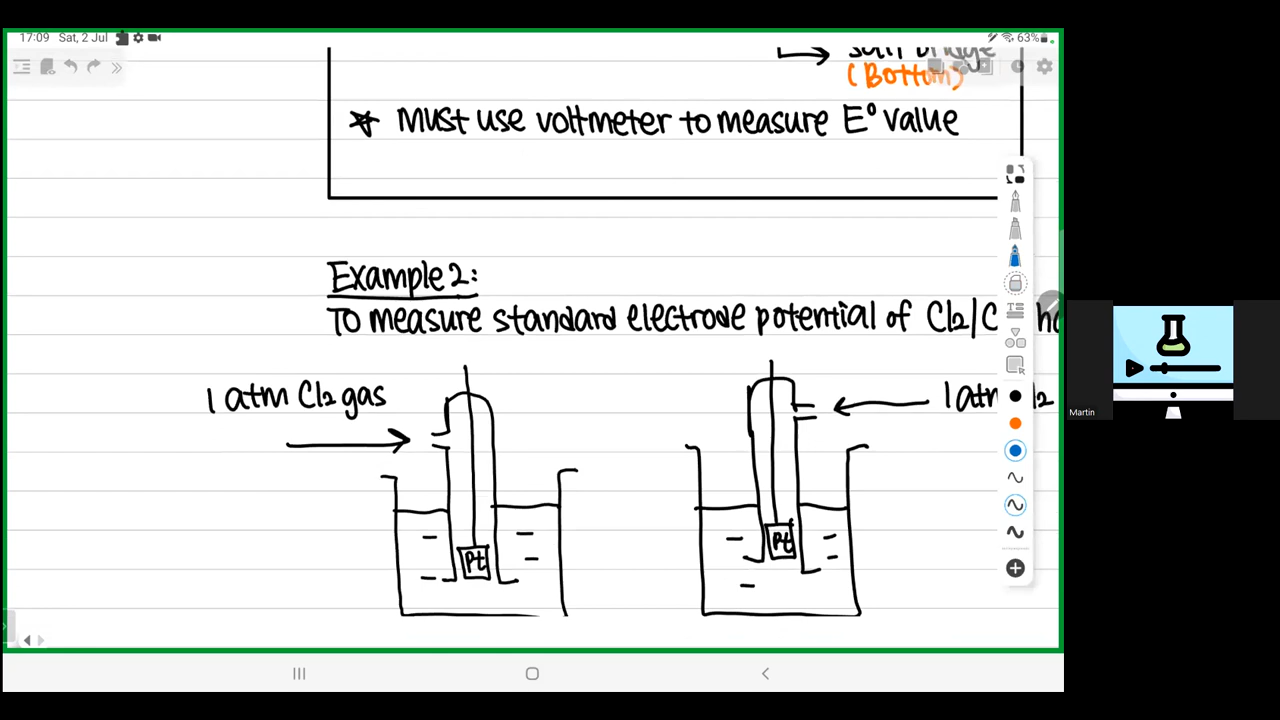 17:09 Sat, 2 Jul 63%
(Bottom)
☆ Must use voltmeter to measure E° value
Example 2:
To measure standard electrode potential of Cl2/C
1 atm Cl2 gas
1 atm
Pt
Pt
Martin